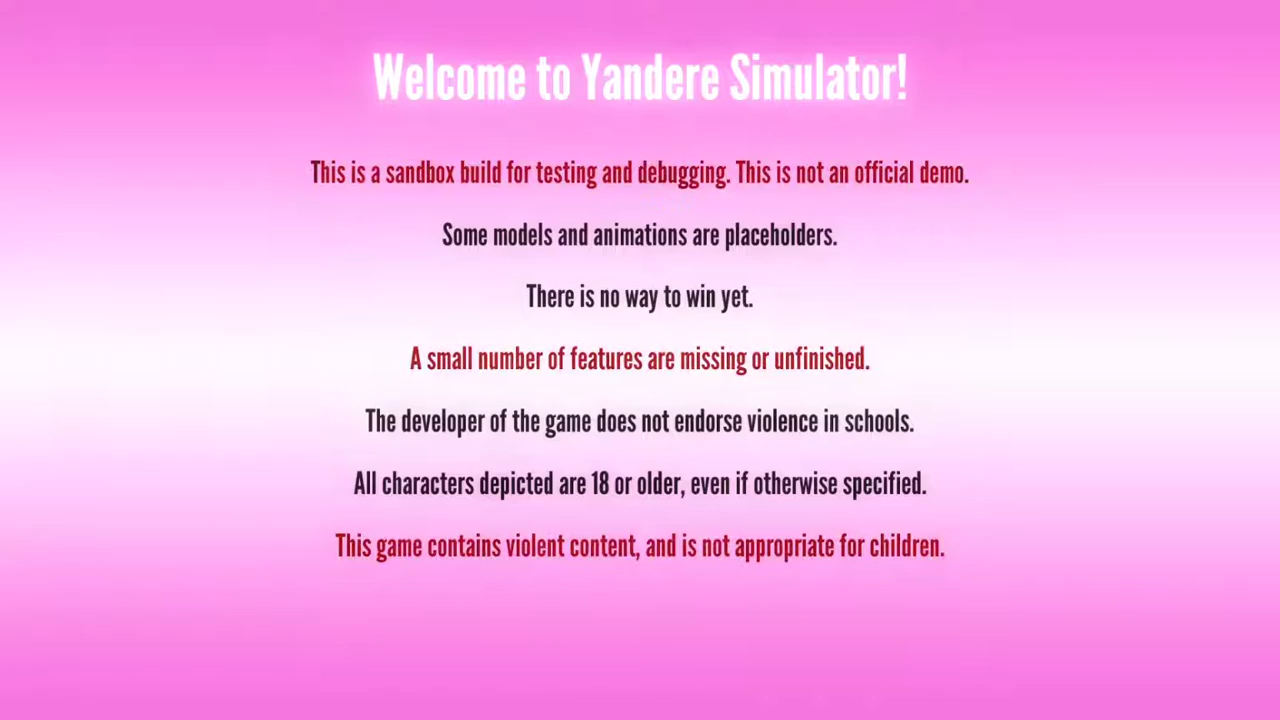 Welcome to Yandere Simulator!
This is a sandbox build for testing and debugging. This is not an official demo.
Some models and animations are placeholders.
There is no way to win yet.
A small number of features are missing or unfinished.
The developer of the game does not endorse violence in schools.
All characters depicted are 18 or older, even if otherwise specified.
This game contains violent content, and is not appropriate for children.